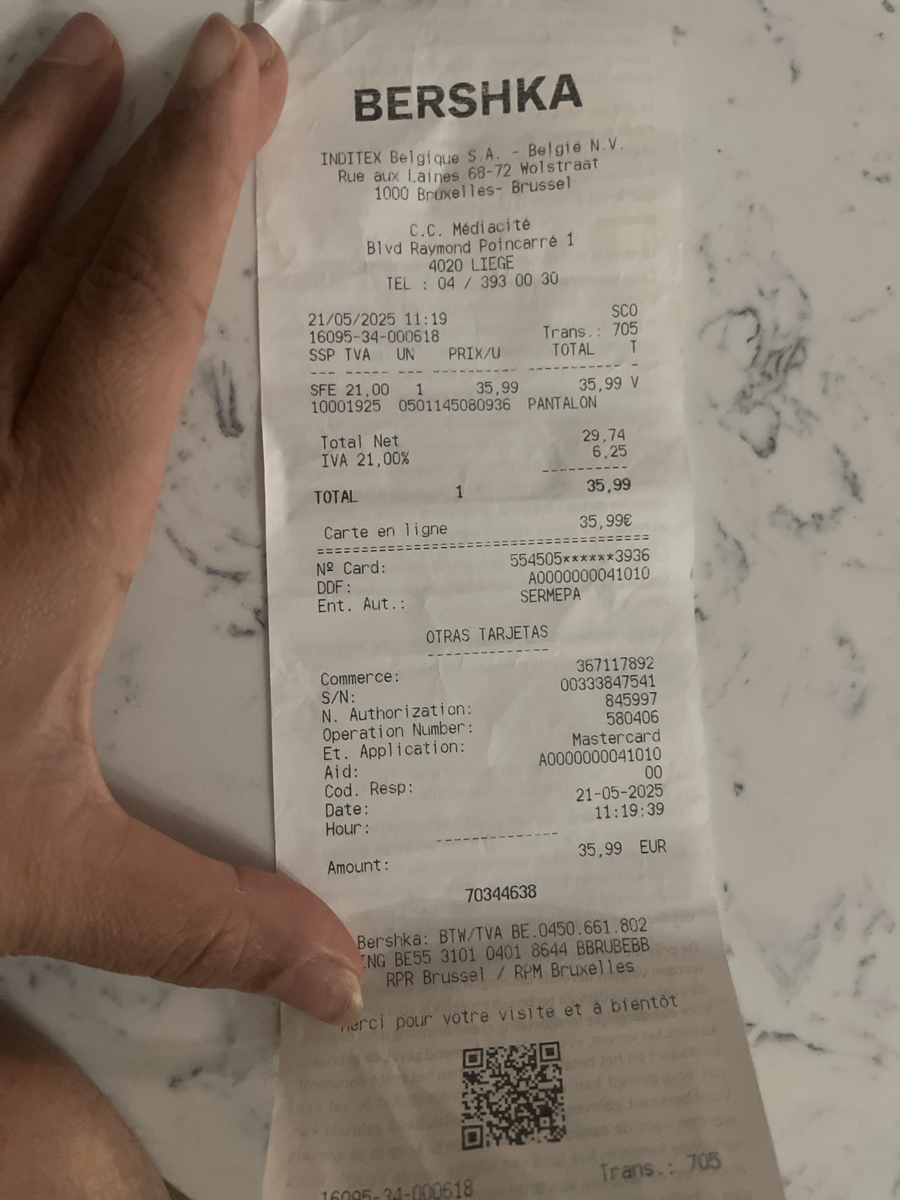 BERSHKA
INDITEX Belgique S.A. - Belgie N.V.
Rue aux Laines 68-72 Wolstraat
1000 Bruxelles- Brussel
C.C. Médiacité
Blvd Raymond Poincarré 1
4020 LIEGE
TEL : 04 / 393 00 30
21/05/2025 11:19 SCO
16095-34-000618 Trans.: 705
SSP TVA UN PRIX/U TOTAL T
--- ----- --- ---------- ---------- -
SFE 21,00 1 35,99 35,99 V
10001925 0501145080936 PANTALON
Total Net 29,74
IVA 21,00% 6,25
----------
TOTAL 1 35,99
Carte en ligne 35,99€
======================================
Nº Card: 554505******3936
DDF: A0000000041010
Ent. Aut.: SERMEPA
OTRAS TARJETAS
--------------
Commerce: 367117892
S/N: 00333847541
N. Authorization: 845997
Operation Number: 580406
Et. Application: Mastercard
Aid: A0000000041010
Cod. Resp: 00
Date: 21-05-2025
Hour: 11:19:39
--------------
Amount: 35,99 EUR
70344638
Bershka: BTW/TVA BE.0450.661.802
ING BE55 3101 0401 8644 BBRUBEBB
RPR Brussel / RPM Bruxelles
Merci pour votre visite et a bientôt
Trans.: 705
16095-34-000618